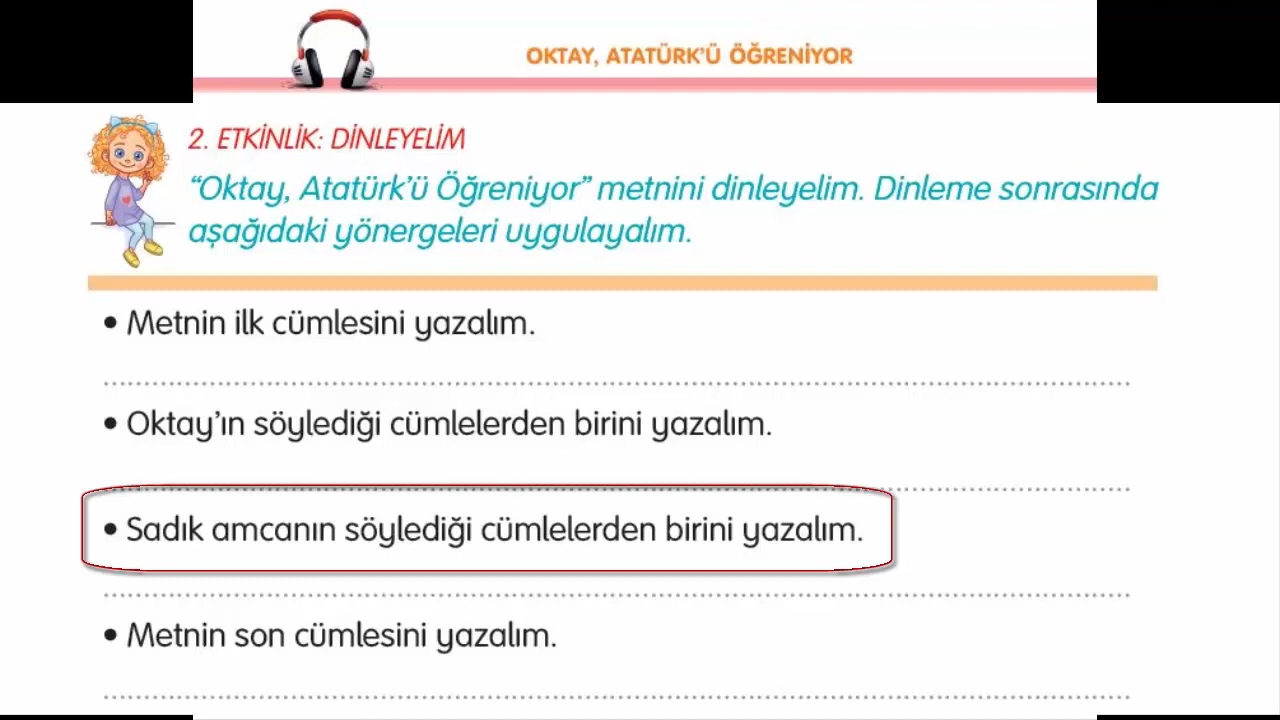 OKTAY, ATATÜRK'Ü ÖĞRENİYOR
2. ETKİNLİK: DİNLEYELİM
“Oktay, Atatürk’ü Öğreniyor” metnini dinleyelim. Dinleme sonrasında
aşağıdaki yönergeleri uygulayalım.
• Metnin ilk cümlesini yazalım.
• Oktay’ın söylediği cümlelerden birini yazalım.
• Sadık amcanın söylediği cümlelerden birini yazalım.
• Metnin son cümlesini yazalım.